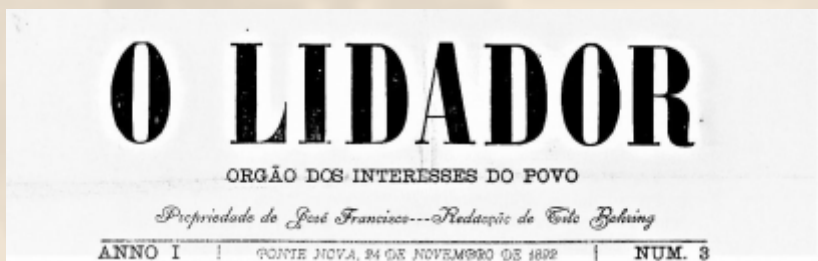 O LIDADOR
ORGÃO DOS INTERESSES DO POVO
Propriedade de José Francisco---Redacção de Tito Bohring
ANNO I | PONTE NOVA, 24 DE NOVEMBRO DE 1892 | NUM. 3